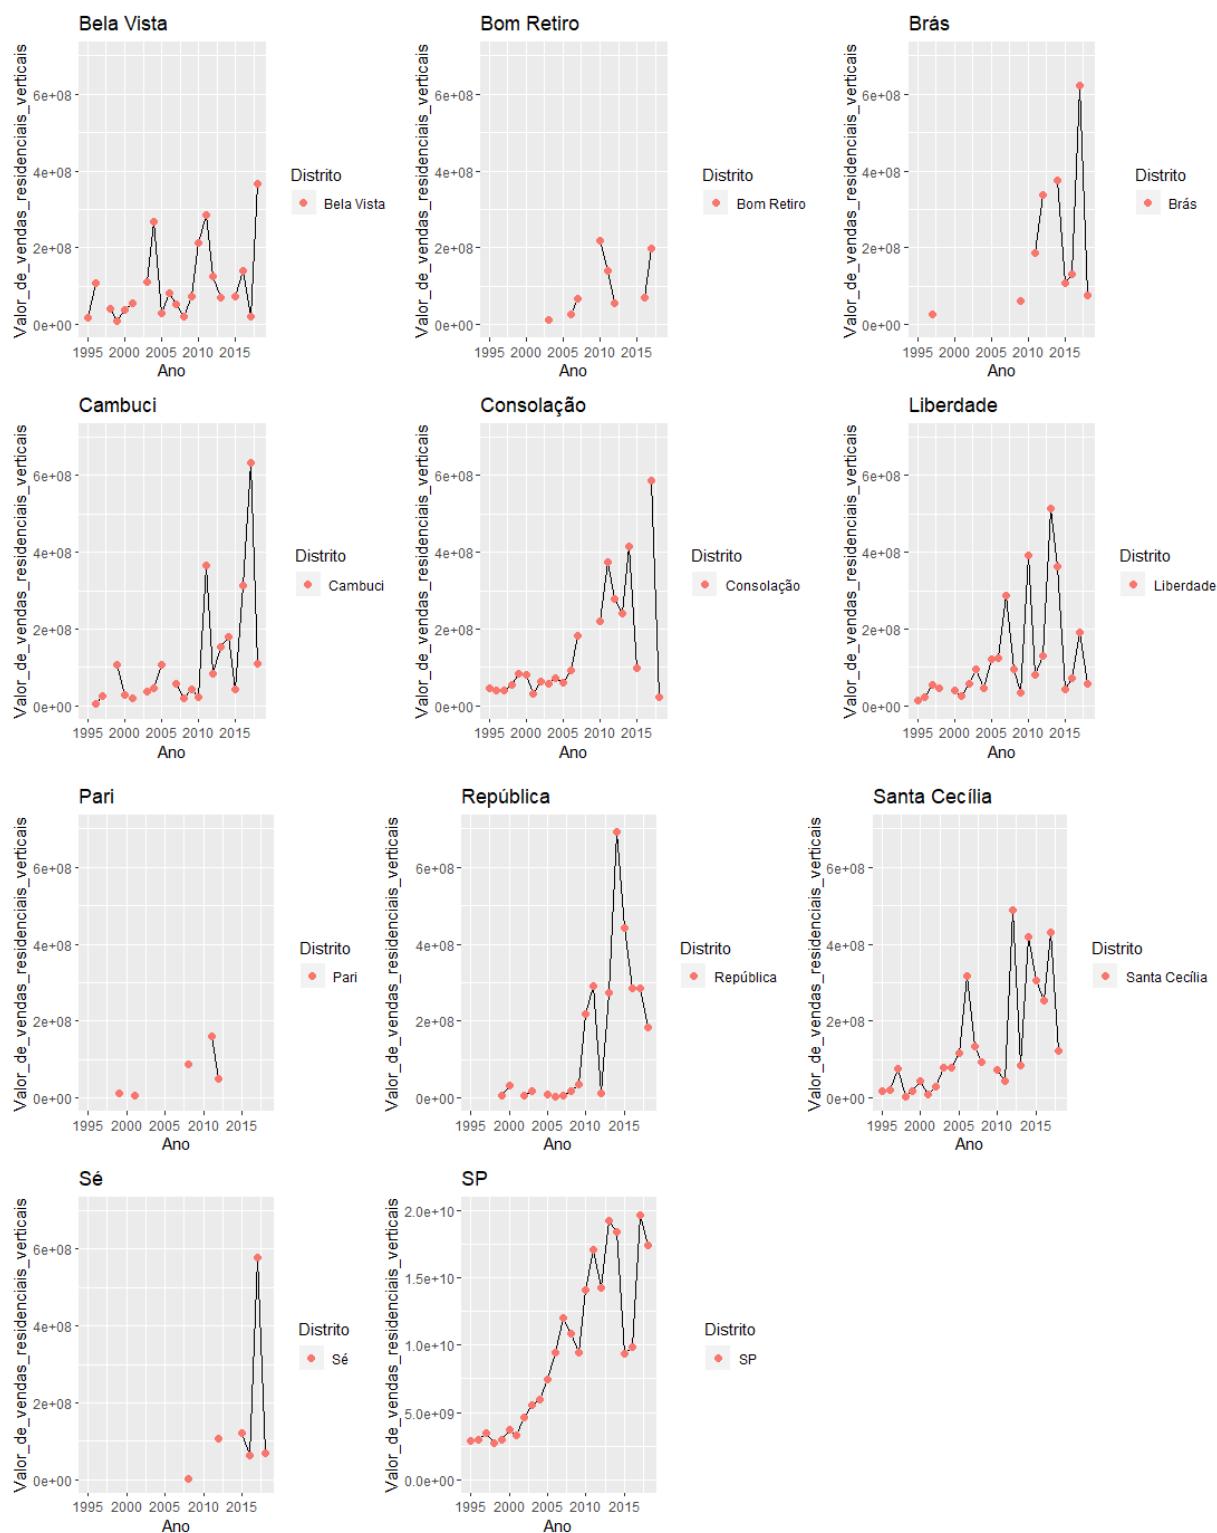 Bela Vista
Valor_de_vendas_residenciais_verticais
6e+08
4e+08
2e+08
0e+00
1995 2000 2005 2010 2015
Ano
Distrito
Bela Vista
Bom Retiro
Valor_de_vendas_residenciais_verticais
6e+08
4e+08
2e+08
0e+00
1995 2000 2005 2010 2015
Ano
Distrito
Bom Retiro
Brás
Valor_de_vendas_residenciais_verticais
6e+08
4e+08
2e+08
0e+00
1995 2000 2005 2010 2015
Ano
Distrito
Brás
Cambuci
Valor_de_vendas_residenciais_verticais
6e+08
4e+08
2e+08
0e+00
1995 2000 2005 2010 2015
Ano
Distrito
Cambuci
Consolação
Valor_de_vendas_residenciais_verticais
6e+08
4e+08
2e+08
0e+00
1995 2000 2005 2010 2015
Ano
Distrito
Consolação
Liberdade
Valor_de_vendas_residenciais_verticais
6e+08
4e+08
2e+08
0e+00
1995 2000 2005 2010 2015
Ano
Distrito
Liberdade
Pari
Valor_de_vendas_residenciais_verticais
6e+08
4e+08
2e+08
0e+00
1995 2000 2005 2010 2015
Ano
Distrito
Pari
República
Valor_de_vendas_residenciais_verticais
6e+08
4e+08
2e+08
0e+00
1995 2000 2005 2010 2015
Ano
Distrito
República
Santa Cecília
Valor_de_vendas_residenciais_verticais
6e+08
4e+08
2e+08
0e+00
1995 2000 2005 2010 2015
Ano
Distrito
Santa Cecília
Sé
Valor_de_vendas_residenciais_verticais
6e+08
4e+08
2e+08
0e+00
1995 2000 2005 2010 2015
Ano
Distrito
Sé
SP
Valor_de_vendas_residenciais_verticais
2.0e+10
1.5e+10
1.0e+10
5.0e+09
0.0e+00
1995 2000 2005 2010 2015
Ano
Distrito
SP